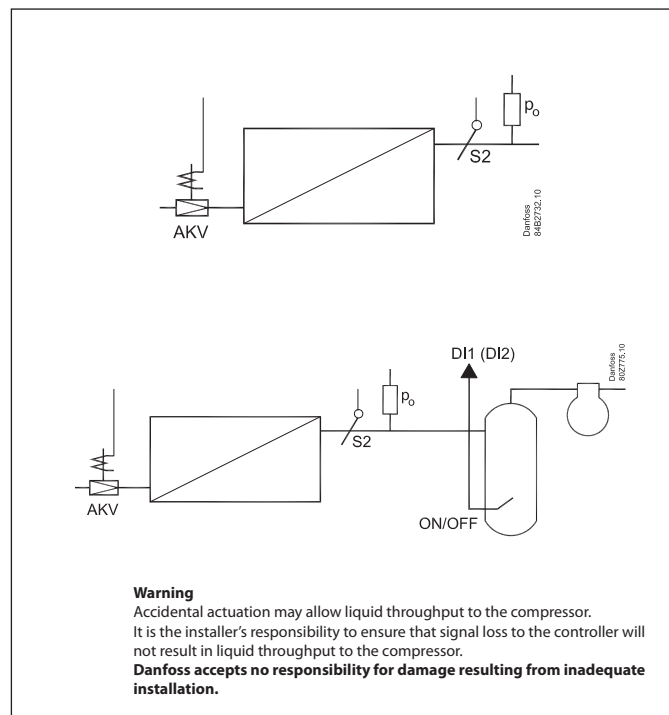 p₀
S2
AKV
Danfoss
84B2732.10
DI1 (DI2)
Danfoss
80Z775.10
p₀
S2
AKV
ON/OFF
Warning
Accidental actuation may allow liquid throughput to the compressor.
It is the installer's responsibility to ensure that signal loss to the controller will
not result in liquid throughput to the compressor.
Danfoss accepts no responsibility for damage resulting from inadequate
installation.